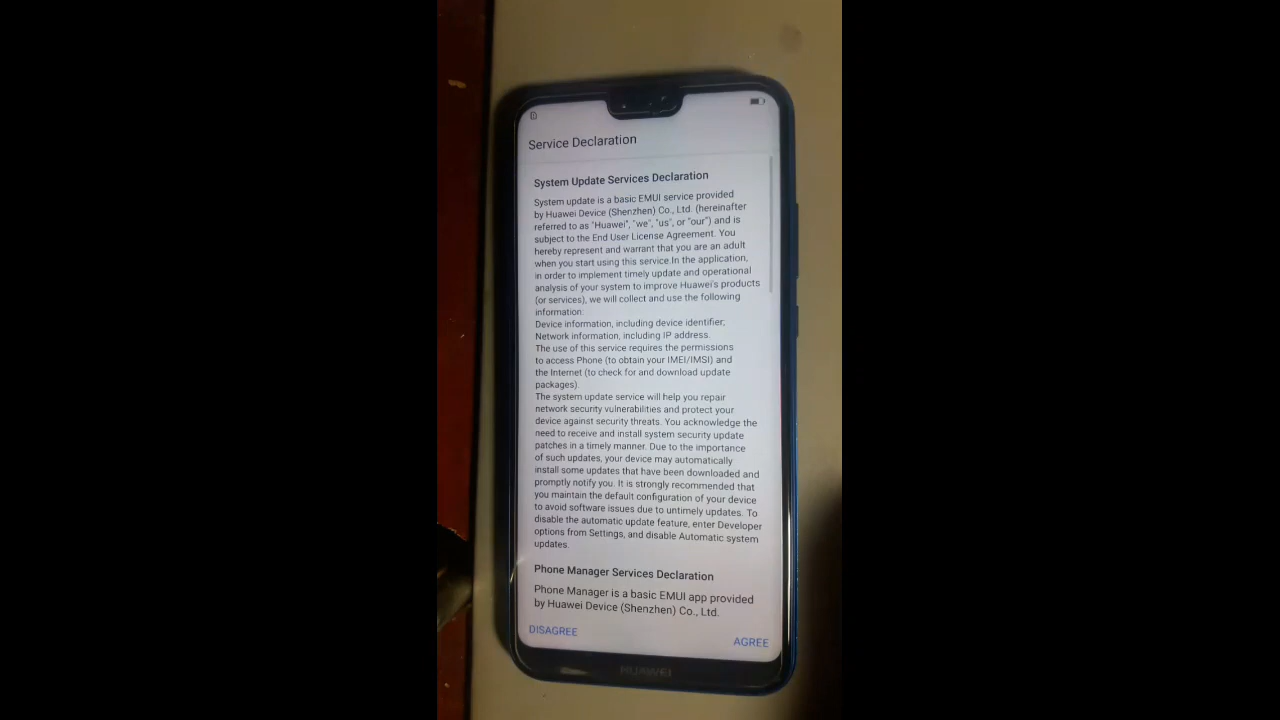 Service Declaration
System Update Services Declaration
System update is a basic EMUI service provided
by Huawei Device (Shenzhen) Co., Ltd. (hereinafter
referred to as "Huawei", "we", "us", or "our") and is
subject to the End User License Agreement. You
hereby represent and warrant that you are an adult
when you start using this service.In the application,
in order to implement timely update and operational
analysis of your system to improve Huawei's products
(or services), we will collect and use the following
information:
Device information, including device identifier;
Network information, including IP address.
The use of this service requires the permissions
to access Phone (to obtain your IMEI/IMSI) and
the Internet (to check for and download update
packages).
The system update service will help you repair
network security vulnerabilities and protect your
device against security threats. You acknowledge the
need to receive and install system security update
patches in a timely manner. Due to the importance
of such updates, your device may automatically
install some updates that have been downloaded and
promptly notify you. It is strongly recommended that
you maintain the default configuration of your device
to avoid software issues due to untimely updates. To
disable the automatic update feature, enter Developer
options from Settings, and disable Automatic system
updates.
Phone Manager Services Declaration
Phone Manager is a basic EMUI app provided
by Huawei Device (Shenzhen) Co., Ltd.
DISAGREE
AGREE
HUAWEI